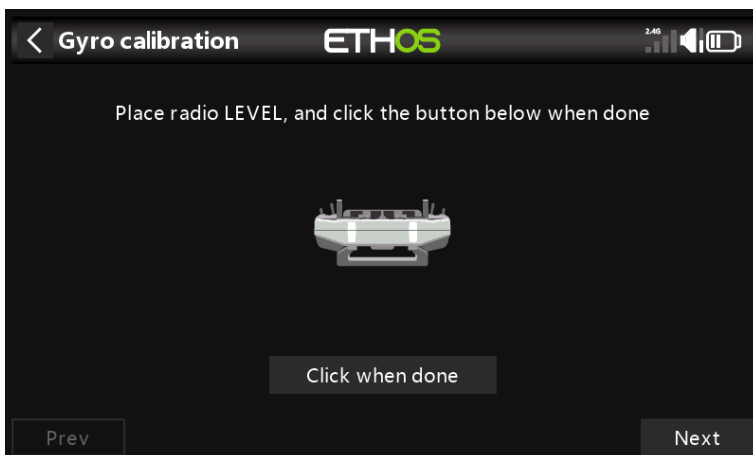 Gyro calibration
ETHOS
2.4G
Place radio LEVEL, and click the button below when done
Click when done
Prev
Next